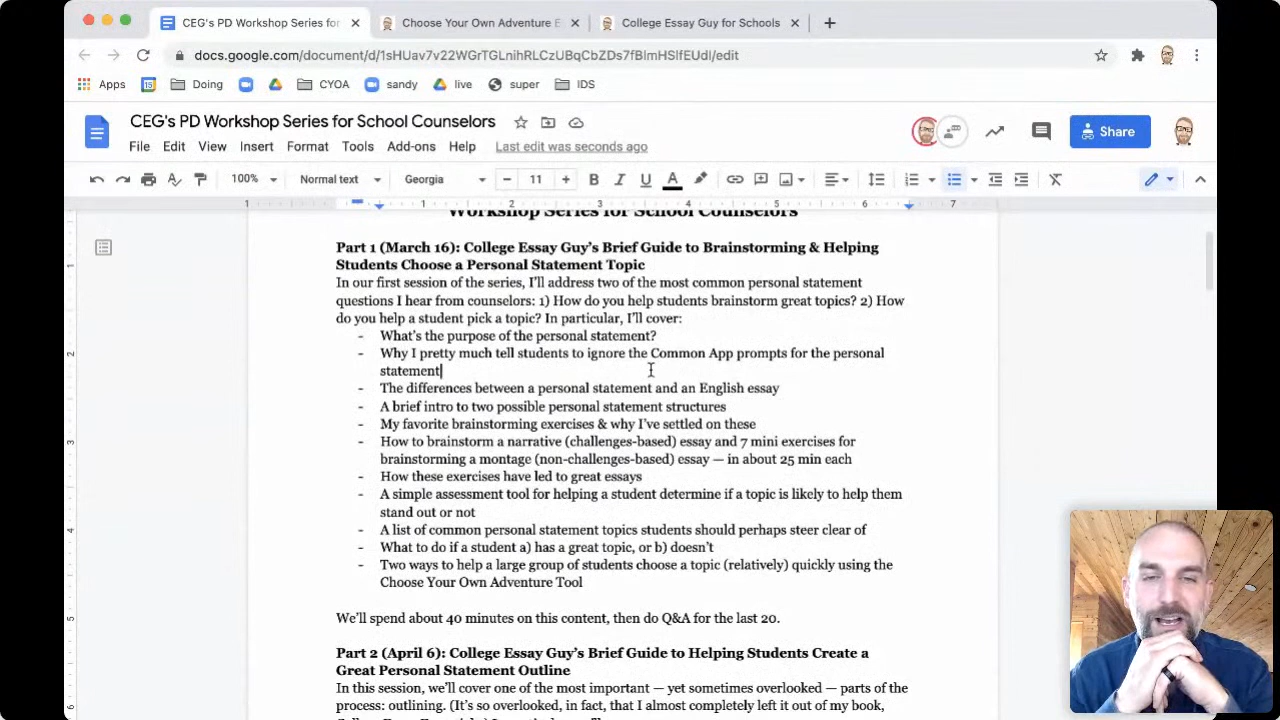 CEG's PD Workshop Series for
Choose Your Own Adventure E
College Essay Guy for Schools
docs.google.com/document/d/1sHUav7v22WGrTGLnihRLCzUBqCbZDs7fBlmHSlfEUdI/edit
Apps
15
Doing
CYOA
sandy
live
super
IDS
CEG's PD Workshop Series for School Counselors
Share
File Edit View Insert Format Tools Add-ons Help Last edit was seconds ago
100% Normal text Georgia - 11 + B I U A
1 1 2 3 4 5 6 7
Workshop Series for School Counselors
Part 1 (March 16): College Essay Guy's Brief Guide to Brainstorming & Helping
Students Choose a Personal Statement Topic
In our first session of the series, I'll address two of the most common personal statement
questions I hear from counselors: 1) How do you help students brainstorm great topics? 2) How
do you help a student pick a topic? In particular, I'll cover:
- What's the purpose of the personal statement?
- Why I pretty much tell students to ignore the Common App prompts for the personal
statement
- The differences between a personal statement and an English essay
- A brief intro to two possible personal statement structures
- My favorite brainstorming exercises & why I've settled on these
- How to brainstorm a narrative (challenges-based) essay and 7 mini exercises for
brainstorming a montage (non-challenges-based) essay — in about 25 min each
- How these exercises have led to great essays
- A simple assessment tool for helping a student determine if a topic is likely to help them
stand out or not
- A list of common personal statement topics students should perhaps steer clear of
- What to do if a student a) has a great topic, or b) doesn't
- Two ways to help a large group of students choose a topic (relatively) quickly using the
Choose Your Own Adventure Tool
We'll spend about 40 minutes on this content, then do Q&A for the last 20.
Part 2 (April 6): College Essay Guy's Brief Guide to Helping Students Create a
Great Personal Statement Outline
In this session, we'll cover one of the most important — yet sometimes overlooked — parts of the
process: outlining. (It's so overlooked, in fact, that I almost completely left it out of my book,